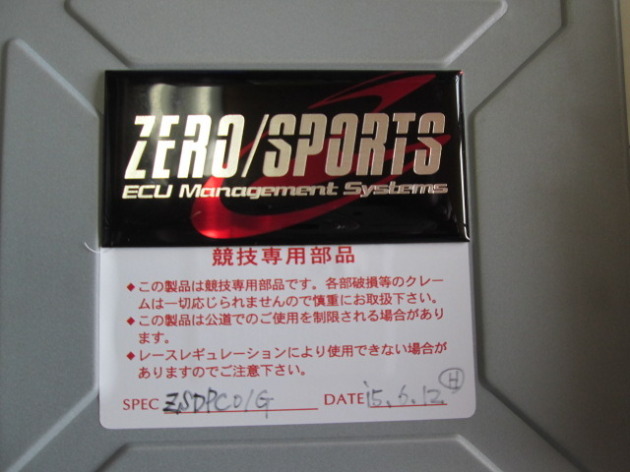 ZERO/SPORTS
ECU Management Systems
競技専用部品
◆この製品は競技専用部品です。各部破損等のクレー
ムは一切応じられませんので慎重にお取扱下さい。
◆この製品は公道でのご使用を制限される場合があり
ます。
◆レースレギュレーションにより使用できない場合が
ありますのでご注意下さい。
SPEC ZSDPC01G DATE '15.6.12 H